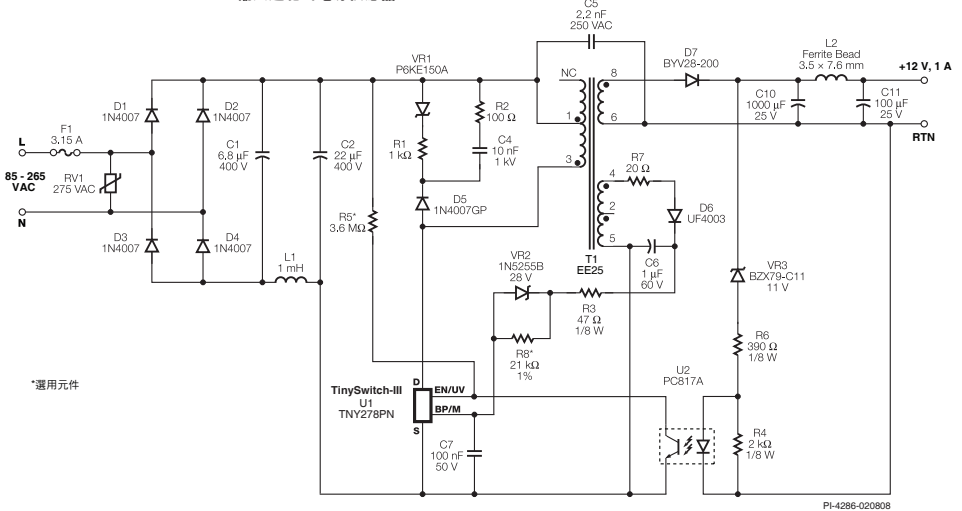 C5
2.2 nF
250 VAC
VR1
P6KE150A
NC
1
3
8
6
D7
BYV28-200
L2
Ferrite Bead
3.5 × 7.6 mm
+12 V, 1 A
C10
1000 µF
25 V
C11
100 µF
25 V
RTN
D1
1N4007
D2
1N4007
F1
3.15 A
L
85 - 265
VAC
N
RV1
275 VAC
C1
6.8 µF
400 V
C2
22 µF
400 V
R2
100 Ω
R1
1 kΩ
C4
10 nF
1 kV
D5
1N4007GP
R5*
3.6 MΩ
D3
1N4007
D4
1N4007
L1
1 mH
4
2
5
R7
20 Ω
D6
UF4003
C6
1 µF
60 V
T1
EE25
VR2
1N5255B
28 V
R3
47 Ω
1/8 W
R8*
21 kΩ
1%
VR3
BZX79-C11
11 V
R6
390 Ω
1/8 W
U2
PC817A
R4
2 kΩ
1/8 W
*選用元件
TinySwitch-III
U1
TNY278PN
D
S
EN/UV
BP/M
C7
100 nF
50 V
PI-4286-020808